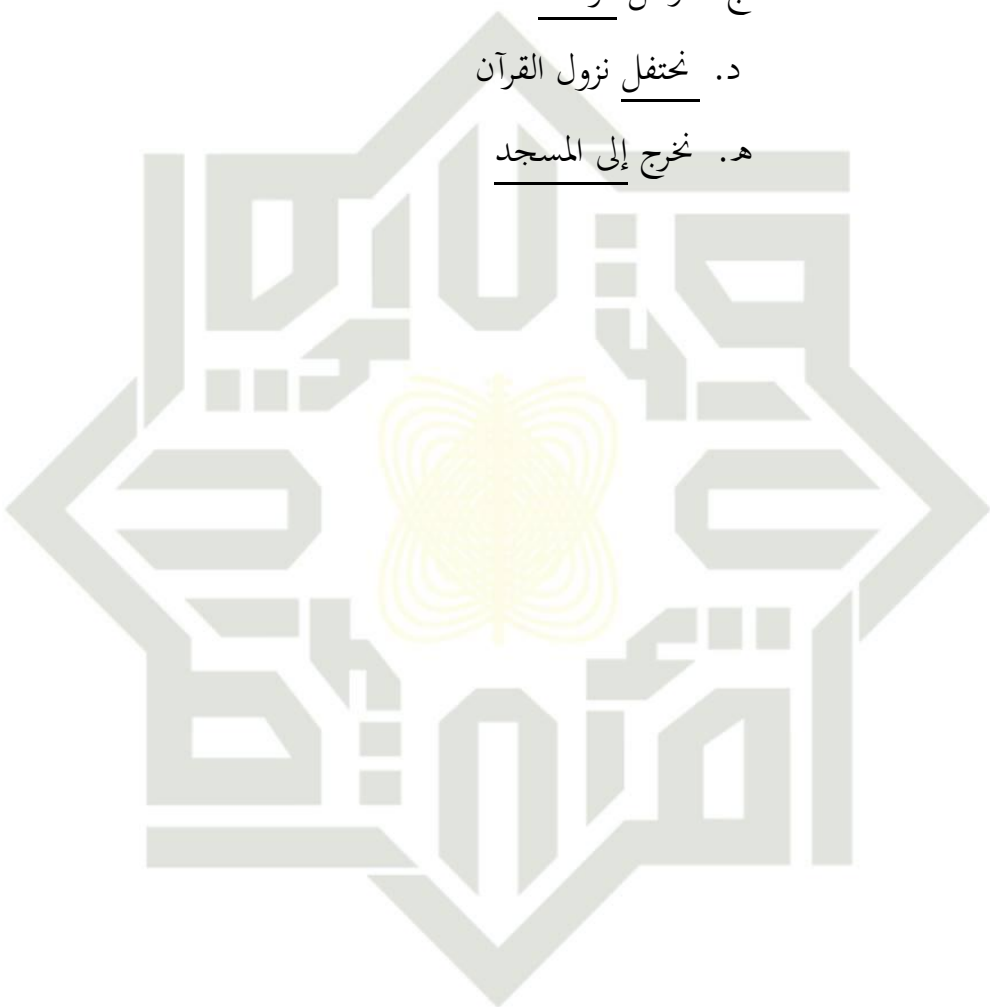 د. نحتفل نزول القرآن
هـ. نخرج إلى المسجد